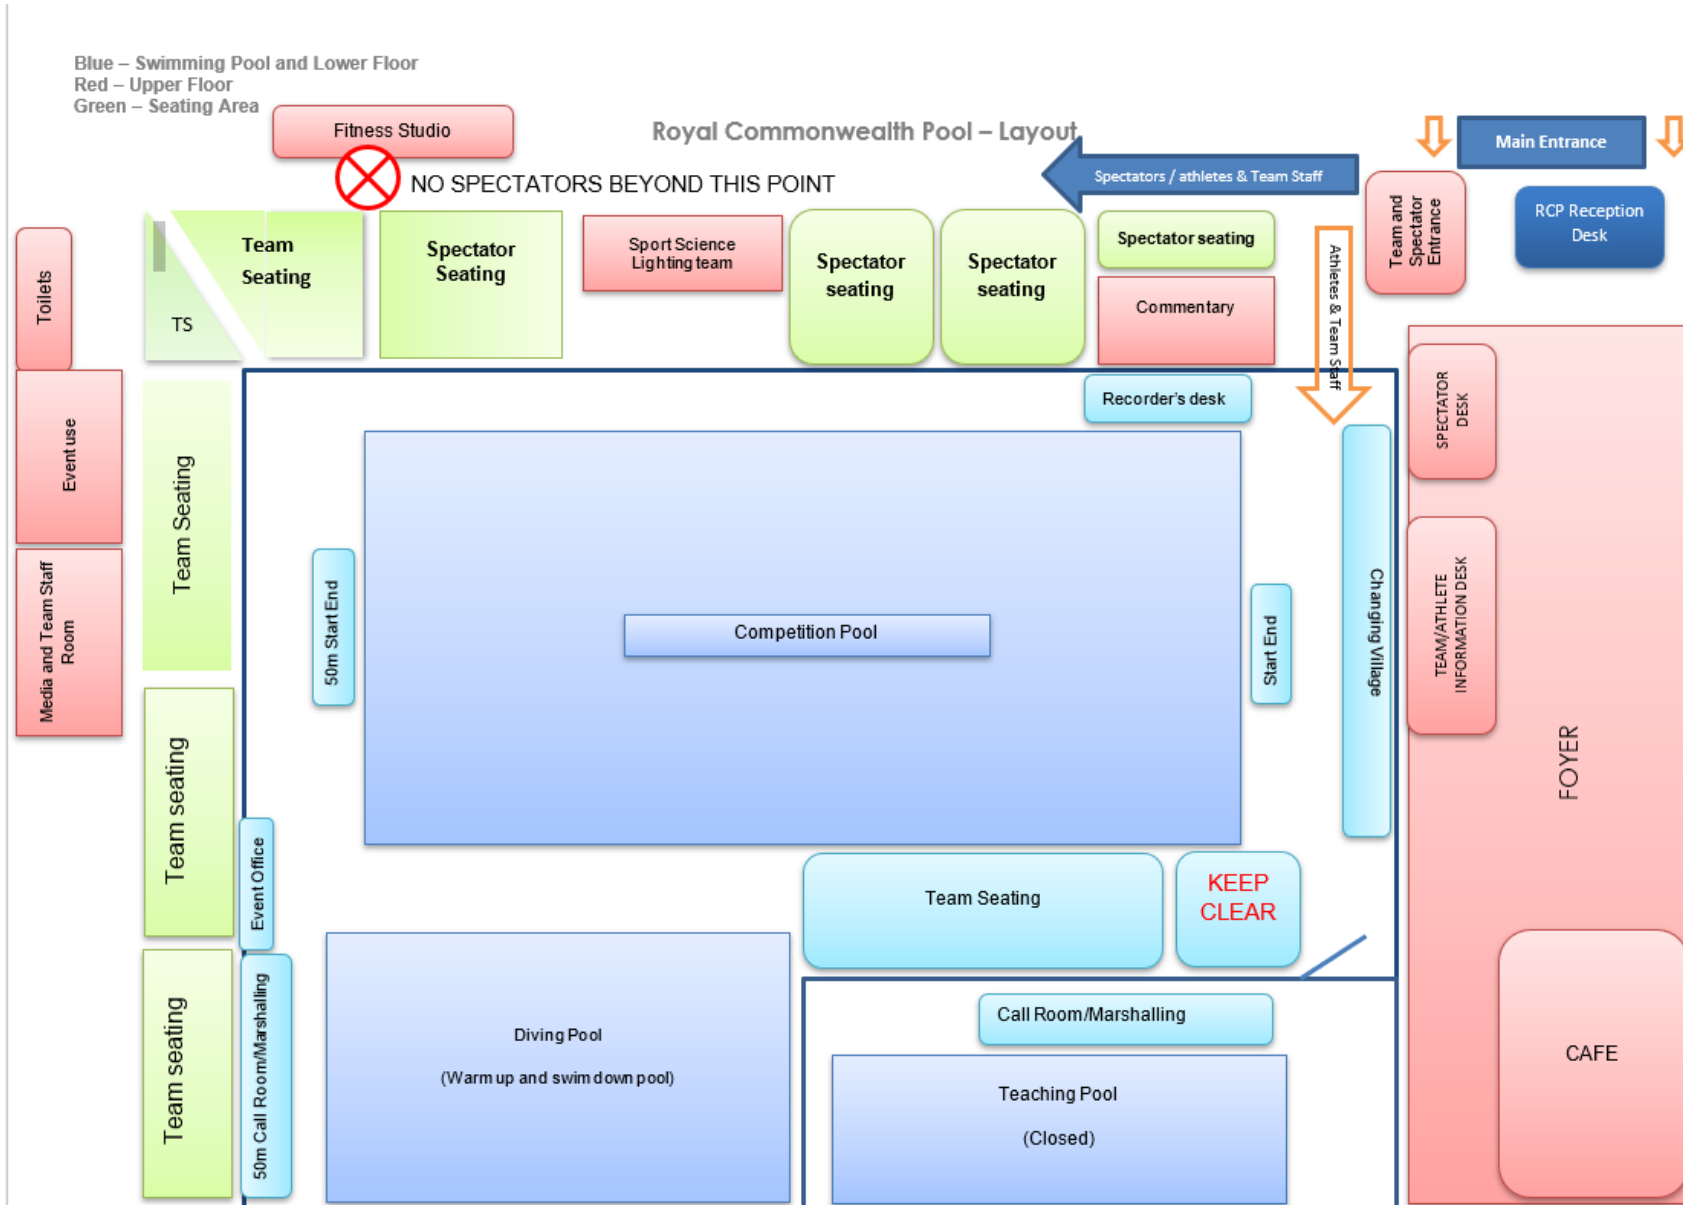 Blue – Swimming Pool and Lower Floor
Red – Upper Floor
Green – Seating Area
Fitness Studio
Royal Commonwealth Pool – Layout
Main Entrance
NO SPECTATORS BEYOND THIS POINT
Spectators / athletes & Team Staff
Team and
Spectator
Entrance
RCP Reception
Desk
Toilets
TS
Team
Seating
Spectator
Seating
Sport Science
Lighting team
Spectator
seating
Spectator
seating
Spectator seating
Commentary
Athletes & Team Staff
Event use
Media and Team Staff
Room
Team Seating
Team seating
Team seating
Recorder's desk
SPECTATOR
DESK
50m Start End
Competition Pool
Start End
Changing Village
TEAM/ATHLETE
INFORMATION DESK
FOYER
Event Office
Team Seating
KEEP
CLEAR
50m Call Room/Marshalling
Diving Pool
(Warm up and swim down pool)
Call Room/Marshalling
Teaching Pool
(Closed)
CAFE